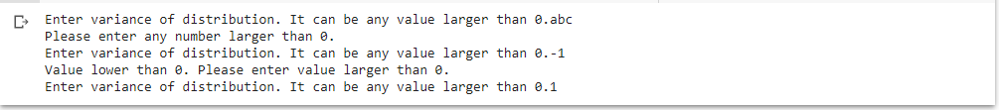 Enter variance of distribution. It can be any value larger than 0.abc
Please enter any number larger than 0.
Enter variance of distribution. It can be any value larger than 0.-1
Value lower than 0. Please enter value larger than 0.
Enter variance of distribution. It can be any value larger than 0.1